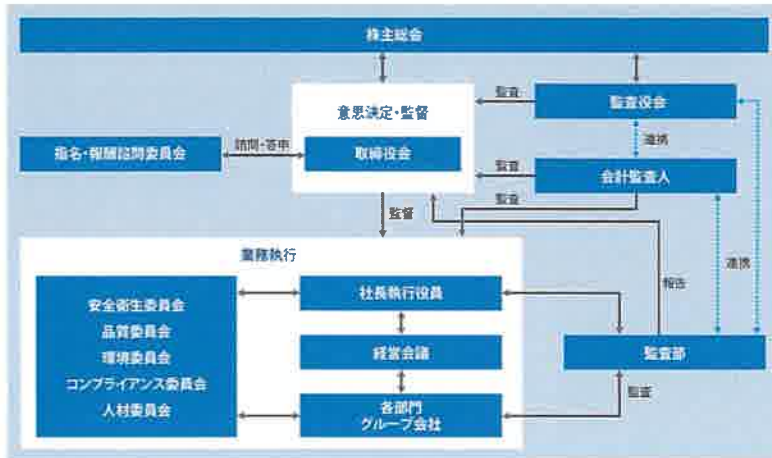 株主総会
意思決定・監督
取締役会
指名・報酬諮問委員会
諮問・答申
監査
監査役会
連携
監査
会計監査人
監査
監督
連携
報告
業務執行
安全衛生委員会
品質委員会
環境委員会
コンプライアンス委員会
人材委員会
社長執行役員
経営会議
各部門
グループ会社
監査部
監査